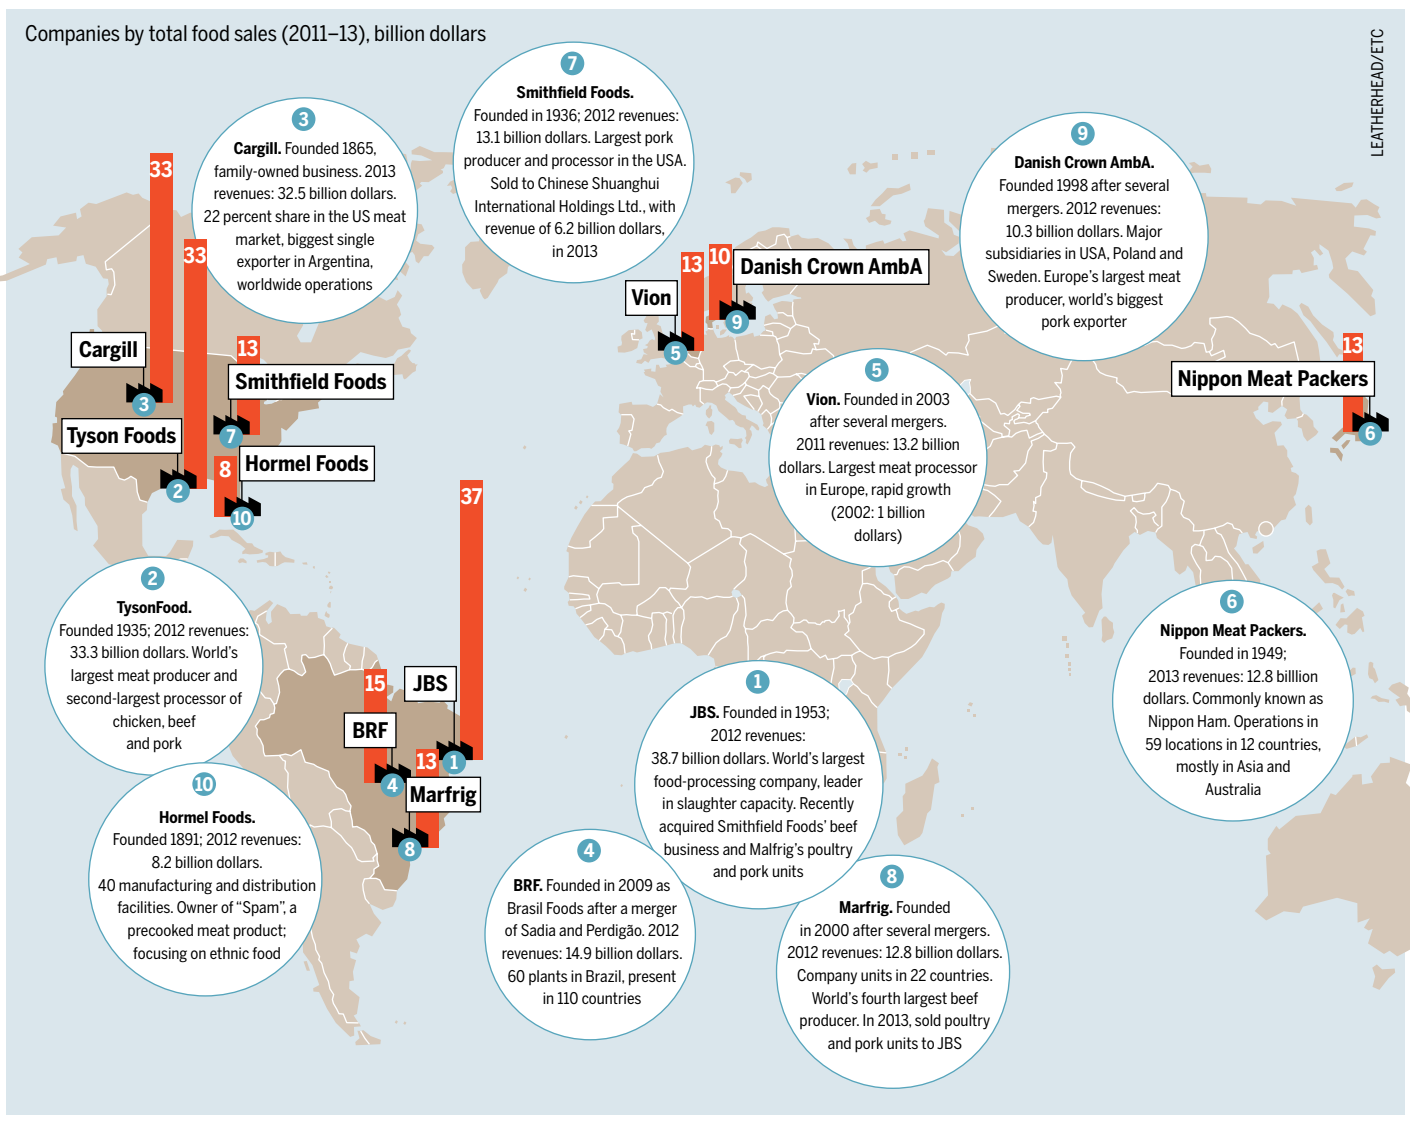 Companies by total food sales (2011–13), billion dollars
LEATHERHEAD/ETC
3
Cargill. Founded 1865,
family-owned business. 2013
revenues: 32.5 billion dollars.
22 percent share in the US meat
market, biggest single
exporter in Argentina,
worldwide operations
7
Smithfield Foods.
Founded in 1936; 2012 revenues:
13.1 billion dollars. Largest pork
producer and processor in the USA.
Sold to Chinese Shuanghui
International Holdings Ltd., with
revenue of 6.2 billion dollars,
in 2013
9
Danish Crown AmbA.
Founded 1998 after several
mergers. 2012 revenues:
10.3 billion dollars. Major
subsidiaries in USA, Poland and
Sweden. Europe's largest meat
producer, world's biggest
pork exporter
33
33
13
Cargill
3
Smithfield Foods
7
Tyson Foods
2
8
Hormel Foods
10
13
10
Vion
5
Danish Crown AmbA
9
13
Nippon Meat Packers
6
5
Vion. Founded in 2003
after several mergers.
2011 revenues: 13.2 billion
dollars. Largest meat processor
in Europe, rapid growth
(2002: 1 billion
dollars)
37
15
JBS
1
BRF
4
13
Marfrig
8
2
TysonFood.
Founded 1935; 2012 revenues:
33.3 billion dollars. World's
largest meat producer and
second-largest processor of
chicken, beef
and pork
6
Nippon Meat Packers.
Founded in 1949;
2013 revenues: 12.8 billlion
dollars. Commonly known as
Nippon Ham. Operations in
59 locations in 12 countries,
mostly in Asia and
Australia
1
JBS. Founded in 1953;
2012 revenues:
38.7 billion dollars. World's largest
food-processing company, leader
in slaughter capacity. Recently
acquired Smithfield Foods' beef
business and Malfrig's poultry
and pork units
10
Hormel Foods.
Founded 1891; 2012 revenues:
8.2 billion dollars.
40 manufacturing and distribution
facilities. Owner of “Spam”, a
precooked meat product;
focusing on ethnic food
4
BRF. Founded in 2009 as
Brasil Foods after a merger
of Sadia and Perdigão. 2012
revenues: 14.9 billion dollars.
60 plants in Brazil, present
in 110 countries
8
Marfrig. Founded
in 2000 after several mergers.
2012 revenues: 12.8 billion dollars.
Company units in 22 countries.
World's fourth largest beef
producer. In 2013, sold poultry
and pork units to JBS